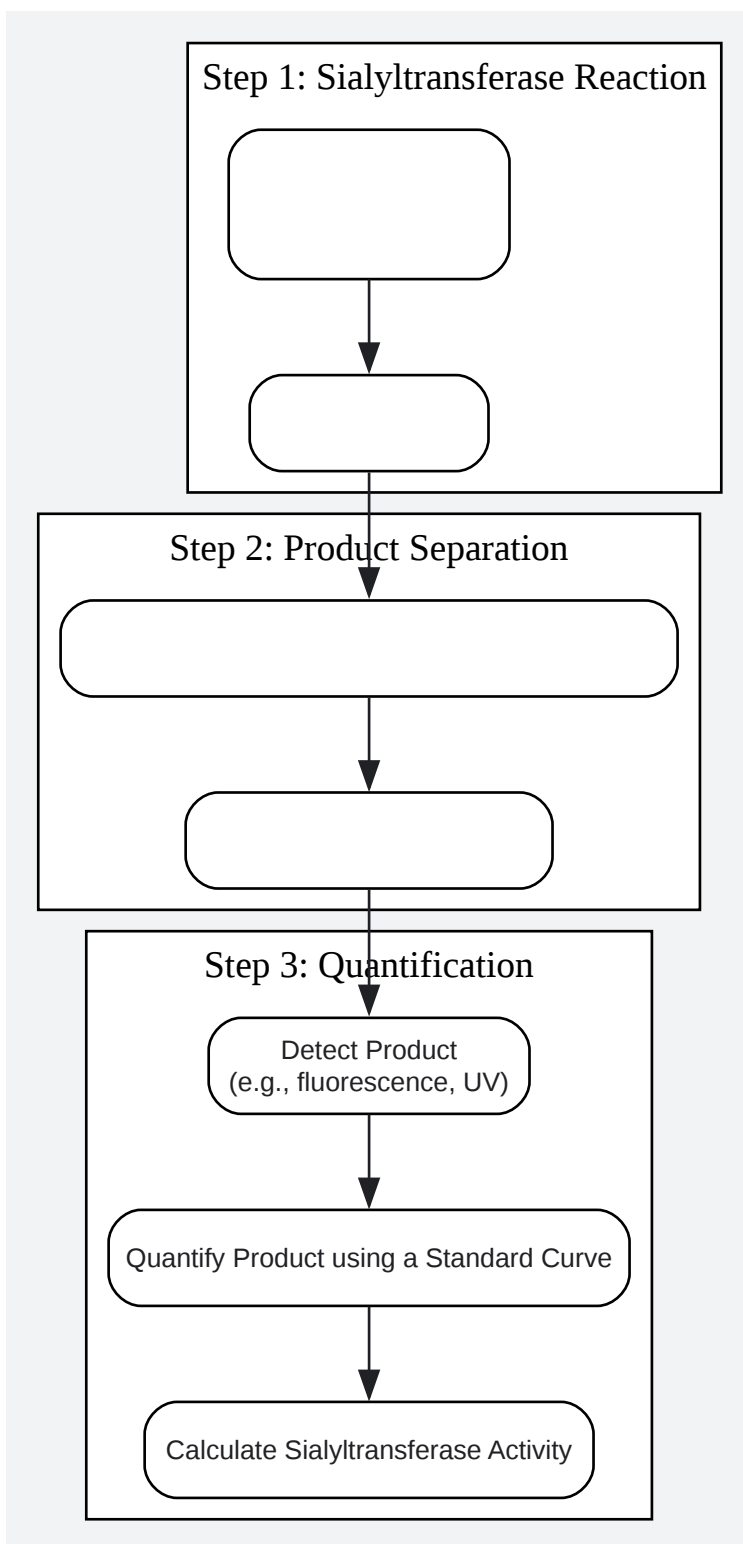 Step 1: Sialyltransferase Reaction
Step 2: Product Separation
Step 3: Quantification
Detect Product
(e.g., fluorescence, UV)
Quantify Product using a Standard Curve
Calculate Sialyltransferase Activity